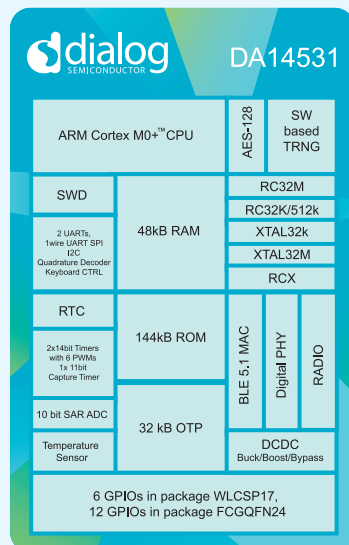 dialog
SEMICONDUCTOR
DA14531
ARM Cortex M0+™CPU
AES-128
SW
based
TRNG
SWD
2 UARTs,
1wire UART SPI
I2C
Quadrature Decoder
Keyboard CTRL
48kB RAM
RC32M
RC32K/512k
XTAL32k
XTAL32M
RCX
RTC
2x14bit Timers
with 6 PWMs
1x 11bit
Capture Timer
144kB ROM
BLE 5.1 MAC
Digital PHY
RADIO
10 bit SAR ADC
Temperature
Sensor
32 kB OTP
DCDC
Buck/Boost/Bypass
6 GPIOs in package WLCSP17,
12 GPIOs in package FCGQFN24